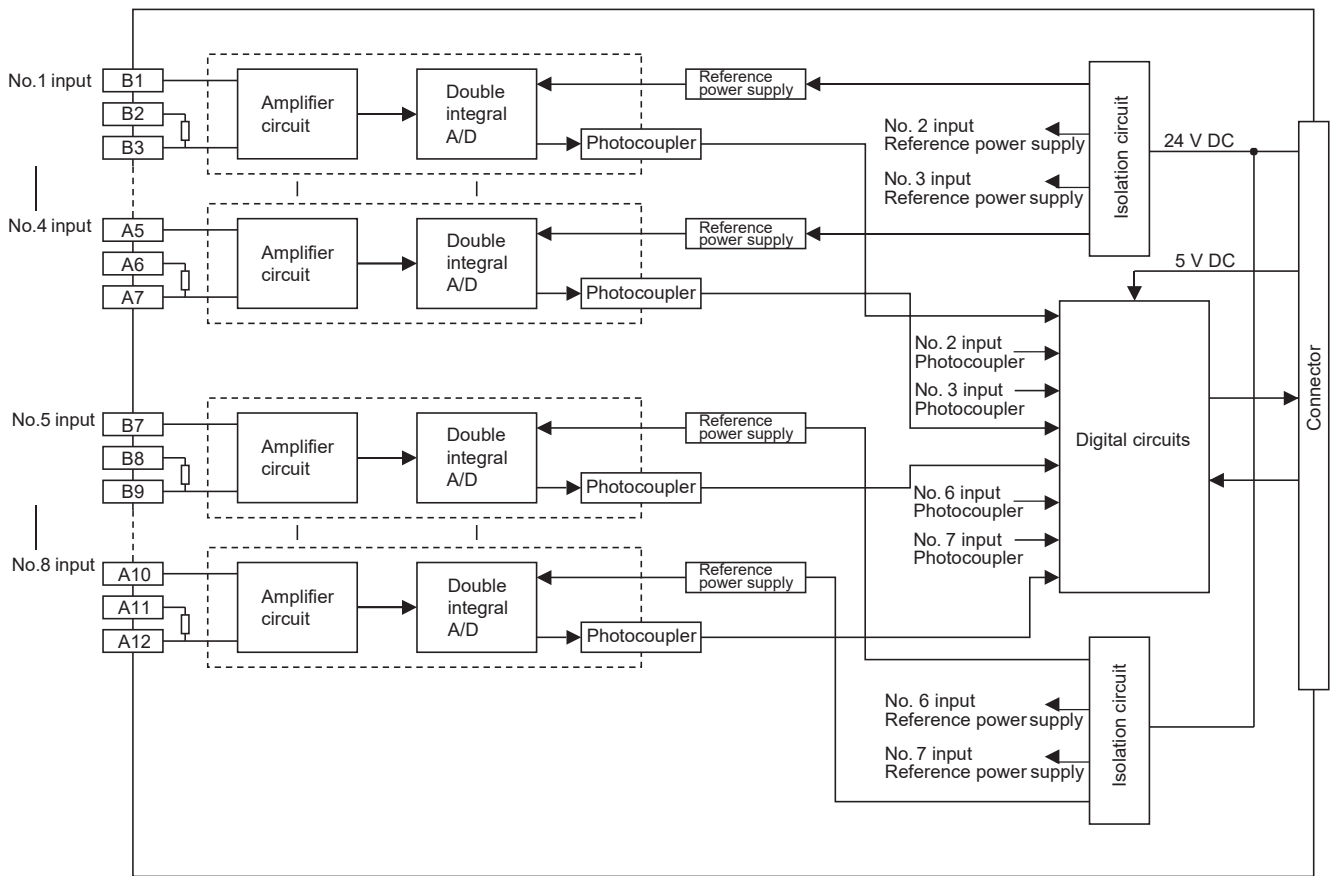 No.1 input
B1
B2
B3
Amplifier
circuit
Double
integral
A/D
Reference
power supply
Photocoupler
No. 2 input
Reference power supply
No. 3 input
Reference power supply
Isolation circuit
24 V DC
No.4 input
A5
A6
A7
Amplifier
circuit
Double
integral
A/D
Reference
power supply
Photocoupler
5 V DC
No. 2 input
Photocoupler
No. 3 input
Photocoupler
Digital circuits
Connector
No.5 input
B7
B8
B9
Amplifier
circuit
Double
integral
A/D
Reference
power supply
Photocoupler
No. 6 input
Photocoupler
No. 7 input
Photocoupler
No.8 input
A10
A11
A12
Amplifier
circuit
Double
integral
A/D
Reference
power supply
Photocoupler
No. 6 input
Reference power supply
No. 7 input
Reference power supply
Isolation circuit